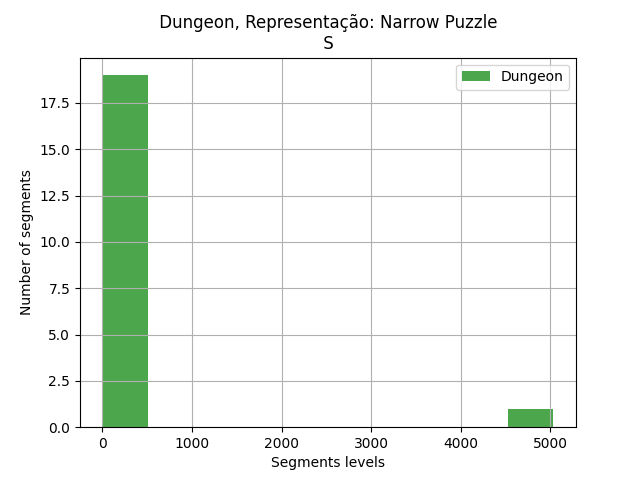 Dungeon, Representação: Narrow Puzzle
S
Dungeon
Number of segments
17.5
15.0
12.5
10.0
7.5
5.0
2.5
0.0
0 1000 2000 3000 4000 5000
Segments levels